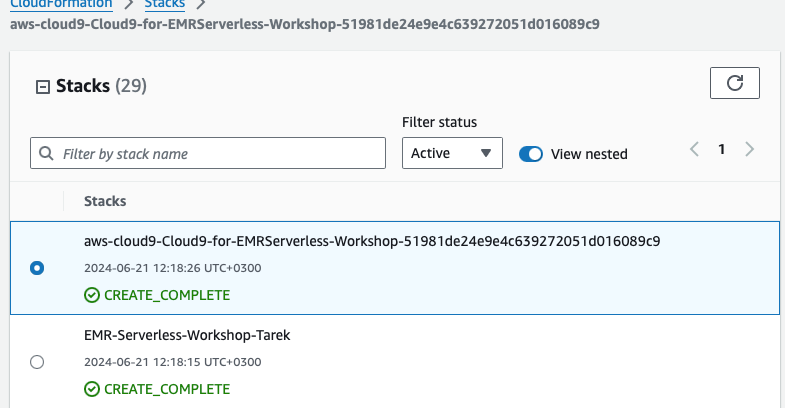 CloudFormation > Stacks >
aws-cloud9-Cloud9-for-EMRServerless-Workshop-51981de24e9e4c639272051d016089c9
Stacks (29)
Filter status
Filter by stack name
Active
View nested
1
Stacks
aws-cloud9-Cloud9-for-EMRServerless-Workshop-51981de24e9e4c639272051d016089c9
2024-06-21 12:18:26 UTC+0300
CREATE_COMPLETE
EMR-Serverless-Workshop-Tarek
2024-06-21 12:18:15 UTC+0300
CREATE_COMPLETE